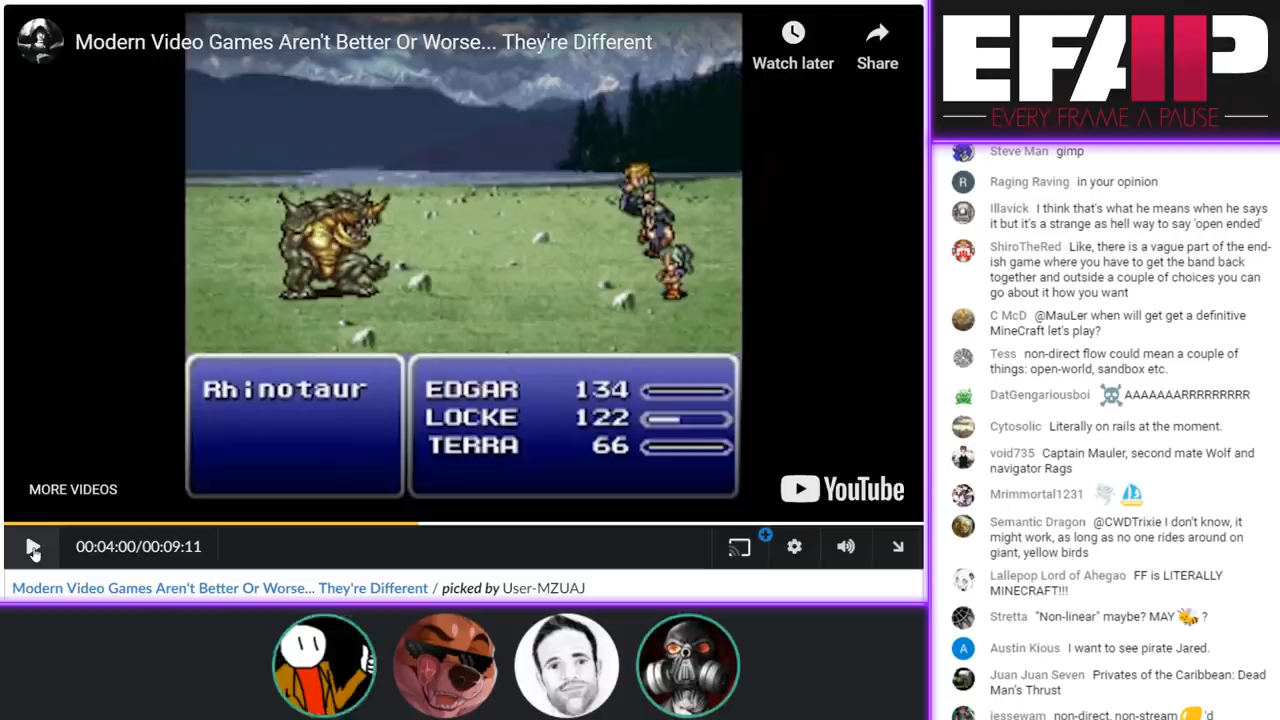 Modern Video Games Aren't Better Or Worse... They're Different
Watch later
Share
Rhinotaur
EDGAR 134
LOCKE 122
TERRA 66
MORE VIDEOS
YouTube
00:04:00/00:09:11
Modern Video Games Aren't Better Or Worse... They're Different / picked by User-MZUAJ
EFAP
EVERY FRAME A PAUSE
Steve Man gimp
R
Raging Raving in your opinion
Illavick I think that's what he means when he says
it but it's a strange as hell way to say 'open ended'
ShiroTheRed Like, there is a vague part of the end-
ish game where you have to get the band back
together and outside a couple of choices you can
go about it how you want
C McD @MauLer when will get get a definitive
MineCraft let's play?
Tess non-direct flow could mean a couple of
things: open-world, sandbox etc.
DatGengariousboi AAAAAAARRRRRRRRR
Cytosolic Literally on rails at the moment.
void735 Captain Mauler, second mate Wolf and
navigator Rags
Mrimmortal1231
Semantic Dragon @CWDTrixie I don't know, it
might work, as long as no one rides around on
giant, yellow birds
Lallepop Lord of Ahegao FF is LITERALLY
MINECRAFT!!!
Stretta "Non-linear" maybe? MAY ?
A
Austin Kious I want to see pirate Jared.
Juan Juan Seven Privates of the Caribbean: Dead
Man's Thrust
jessewam non-direct, non-stream 'd